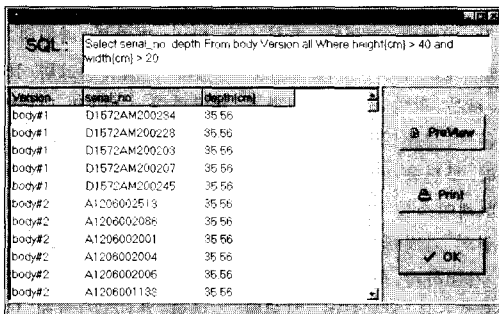 SQL:
Select serial_no depth From body Version all Where height(cm) > 40 and
width(cm) > 20
Version serial_no depth(cm)
body#1 D1572AM200234 35.56
body#1 D1572AM200228 35.56
body#1 D1572AM200203 35.56
body#1 D1572AM200207 35.56
body#1 D1572AM200245 35.56
body#2 A1206002513 35.56
body#2 A1206002086 35.56
body#2 A1206002001 35.56
body#2 A1206002004 35.56
body#2 A1206002006 35.56
body#2 35.56
PreView
Print
OK